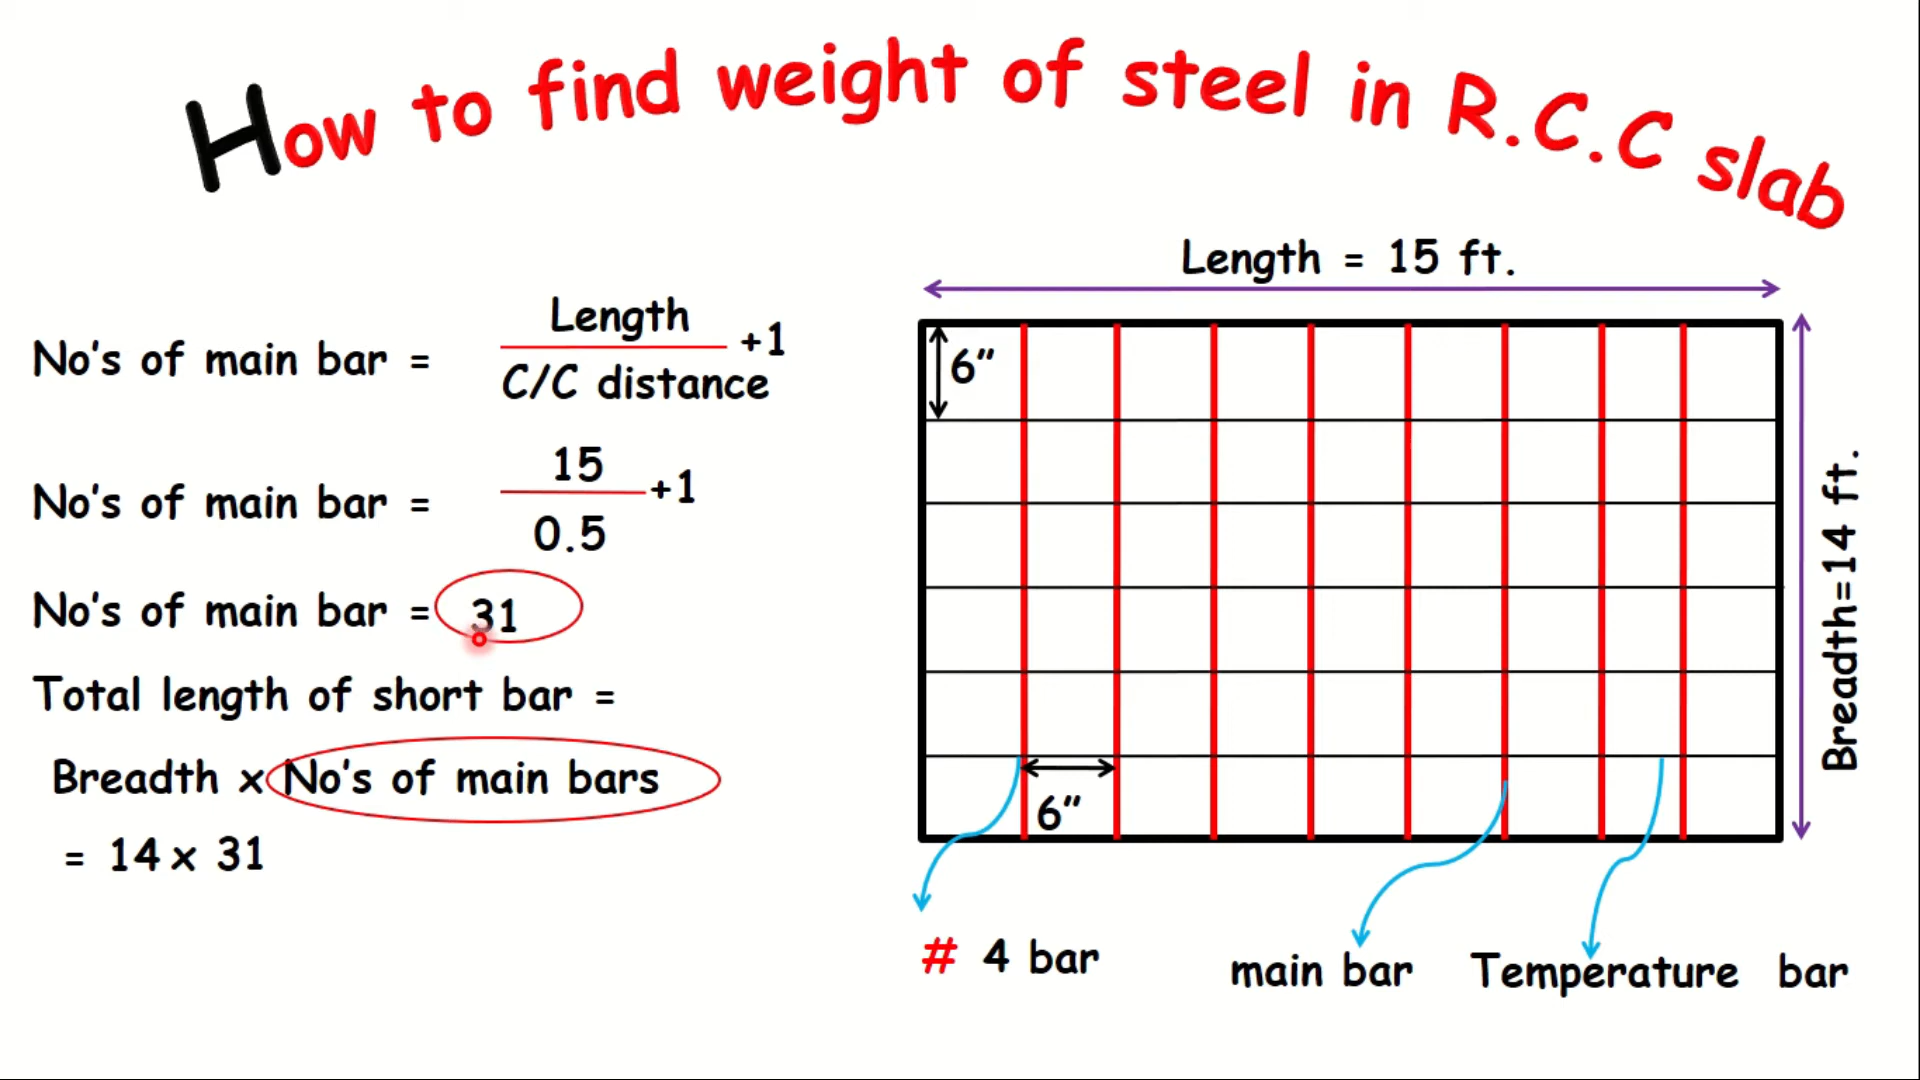 How to find weight of steel in R.C.C slab
Length = 15 ft.
No's of main bar = Length +1
C/C distance
6”
No's of main bar = 15 +1
0.5
No's of main bar = 31
Total length of short bar =
Breadth x No's of main bars
= 14 x 31
Breadth=14 ft.
6”
# 4 bar
main bar
Temperature bar